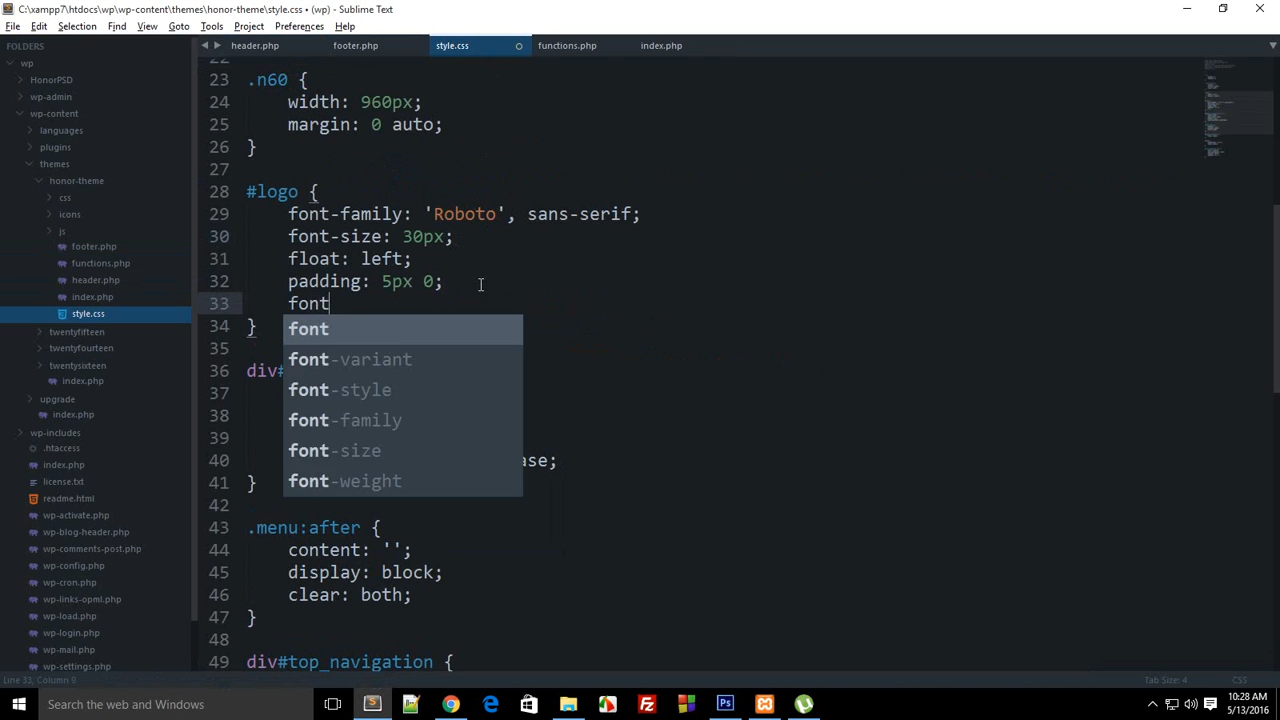 C:\xampp7\htdocs\wp\wp-content\themes\honor-theme\style.css • (wp) - Sublime Text
File Edit Selection Find View Goto Tools Project Preferences Help
FOLDERS
wp
HonorPSD
wp-admin
wp-content
languages
plugins
themes
honor-theme
css
icons
js
footer.php
functions.php
header.php
index.php
style.css
twentyfifteen
twentyfourteen
twentysixteen
index.php
upgrade
index.php
wp-includes
.htaccess
index.php
license.txt
readme.html
wp-activate.php
wp-blog-header.php
wp-comments-post.php
wp-config.php
wp-cron.php
wp-links-opml.php
wp-load.php
wp-login.php
wp-mail.php
wp-settings.php
header.php footer.php style.css functions.php index.php
22
23 .n60 {
24 width: 960px;
25 margin: 0 auto;
26 }
27
28 #logo {
29 font-family: 'Roboto', sans-serif;
30 font-size: 30px;
31 float: left;
32 padding: 5px 0;
33 font
34 }
font
35
font-variant
36 div#
font-style
37
font-family
38
39
font-size
40 ase;
font-weight
41 }
42
43 .menu:after {
44 content: '';
45 display: block;
46 clear: both;
47 }
48
49 div#top_navigation {
Line 33, Column 9 Tab Size: 4 CSS
Search the web and Windows
10:28 AM
5/13/2016